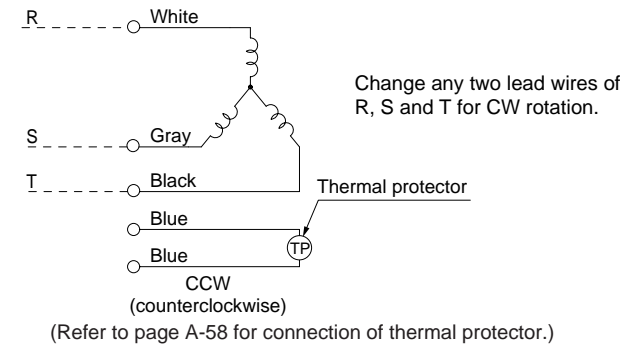 R
White
Change any two lead wires of
R, S and T for CW rotation.
S
Gray
T
Black
Thermal protector
Blue
TP
Blue
CCW
(counterclockwise)
(Refer to page A-58 for connection of thermal protector.)